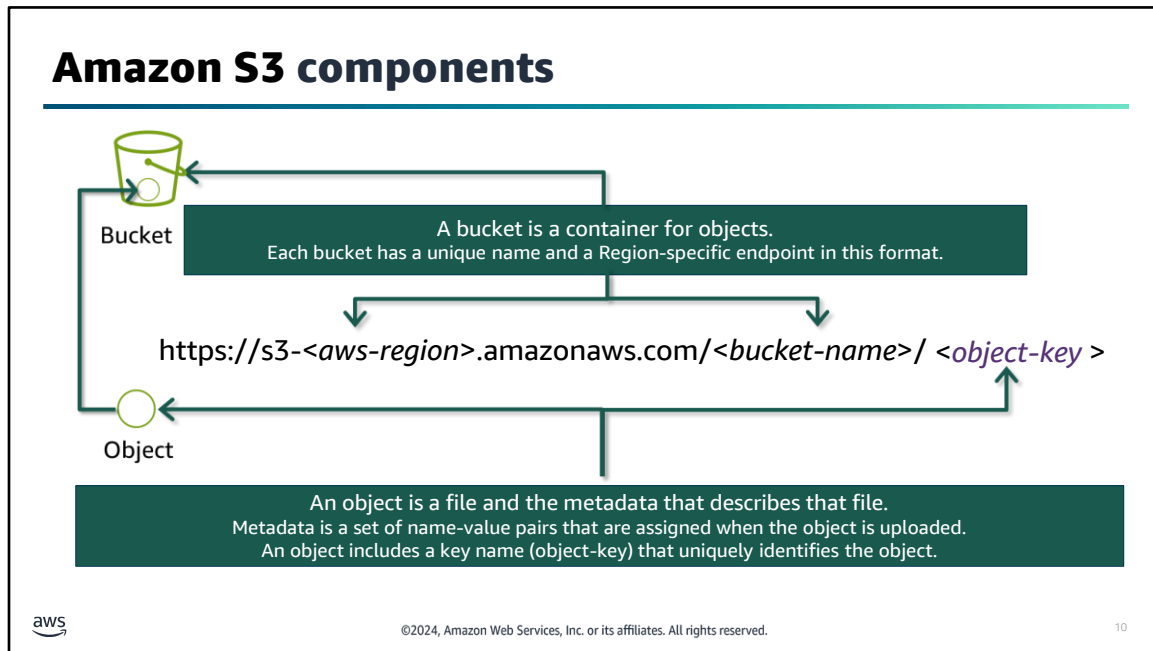 Amazon S3 components
Bucket
A bucket is a container for objects.
Each bucket has a unique name and a Region-specific endpoint in this format.
https://s3-<aws-region>.amazonaws.com/<bucket-name>/ <object-key >
Object
An object is a file and the metadata that describes that file.
Metadata is a set of name-value pairs that are assigned when the object is uploaded.
An object includes a key name (object-key) that uniquely identifies the object.
aws
©2024, Amazon Web Services, Inc. or its affiliates. All rights reserved.
10